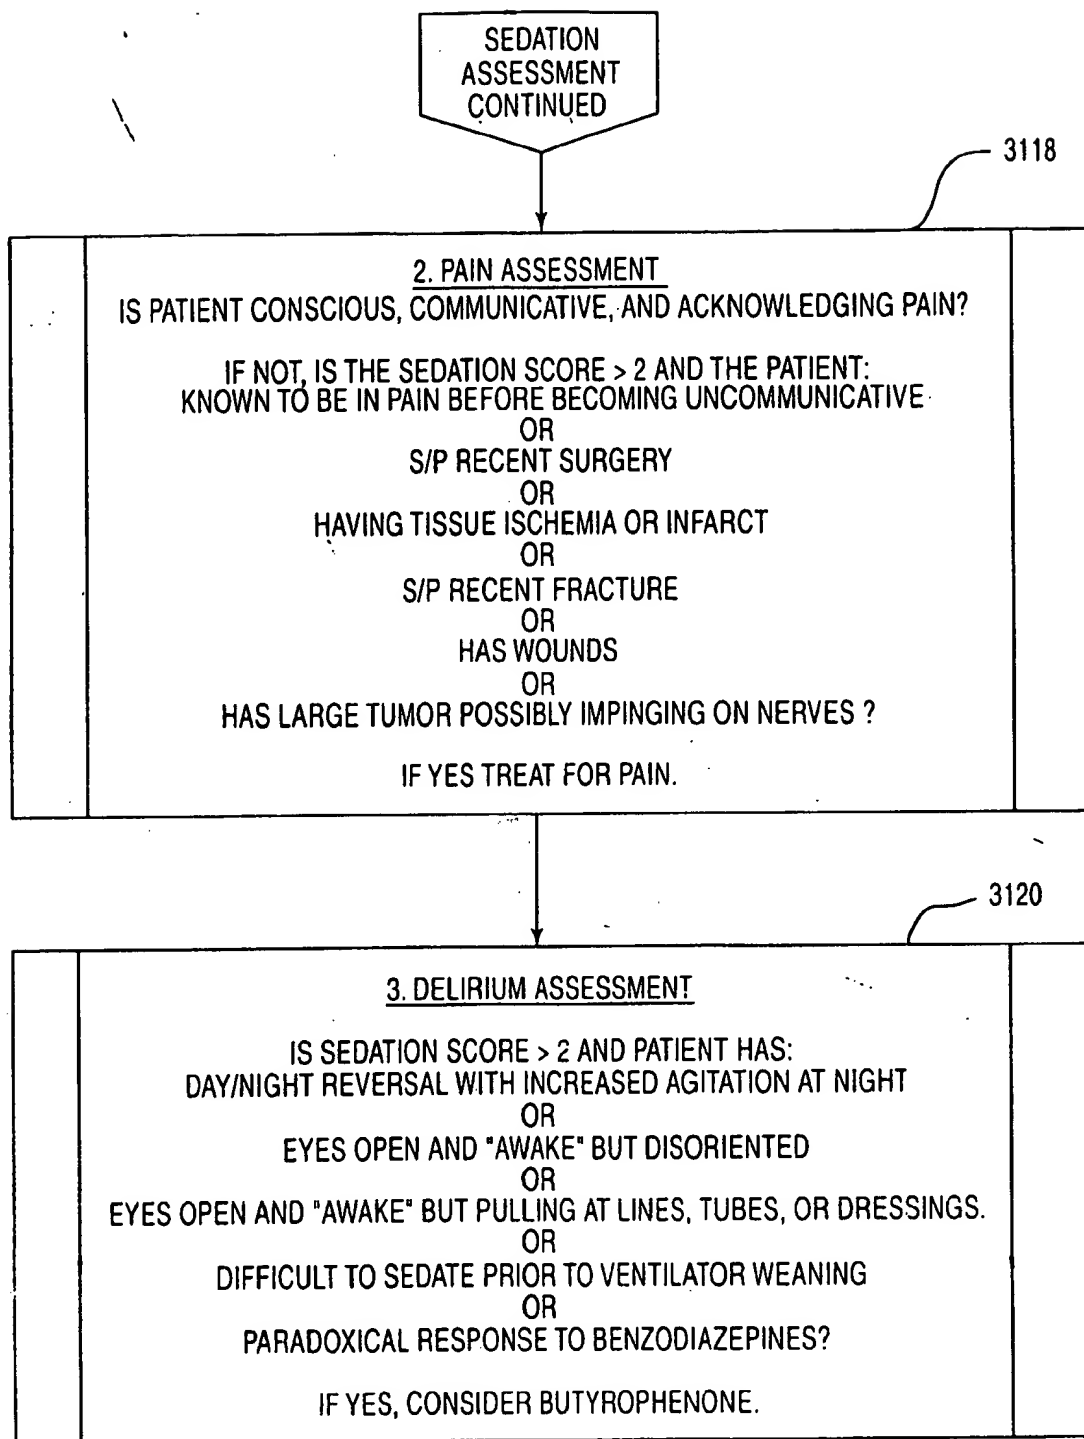 SEDATION
ASSESSMENT
CONTINUED
3118
2. PAIN ASSESSMENT
IS PATIENT CONSCIOUS, COMMUNICATIVE, AND ACKNOWLEDGING PAIN?
IF NOT, IS THE SEDATION SCORE > 2 AND THE PATIENT:
KNOWN TO BE IN PAIN BEFORE BECOMING UNCOMMUNICATIVE
OR
S/P RECENT SURGERY
OR
HAVING TISSUE ISCHEMIA OR INFARCT
OR
S/P RECENT FRACTURE
OR
HAS WOUNDS
OR
HAS LARGE TUMOR POSSIBLY IMPINGING ON NERVES ?
IF YES TREAT FOR PAIN.
3120
3. DELIRIUM ASSESSMENT
IS SEDATION SCORE > 2 AND PATIENT HAS:
DAY/NIGHT REVERSAL WITH INCREASED AGITATION AT NIGHT
OR
EYES OPEN AND "AWAKE" BUT DISORIENTED
OR
EYES OPEN AND "AWAKE" BUT PULLING AT LINES, TUBES, OR DRESSINGS.
OR
DIFFICULT TO SEDATE PRIOR TO VENTILATOR WEANING
OR
PARADOXICAL RESPONSE TO BENZODIAZEPINES?
IF YES, CONSIDER BUTYROPHENONE.